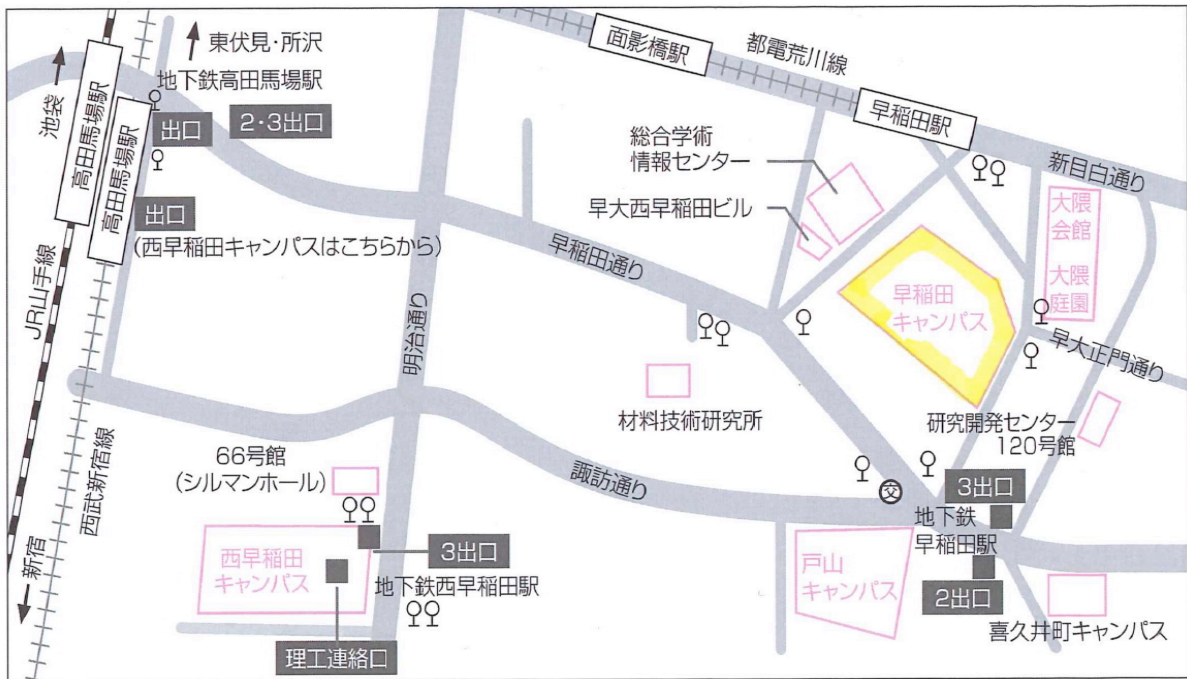 面影橋駅
都電荒川線
早稲田駅
新目白通り
東伏見・所沢
地下鉄高田馬場駅
池袋
高田馬場駅
高田馬場駅
出口
2・3出口
出口
(西早稲田キャンパスはこちらから)
総合学術
情報センター
早大西早稲田ビル
大隈
会館
大隈
庭園
早稲田通り
早稲田
キャンパス
早大正門通り
JR山手線
明治通り
材料技術研究所
研究開発センター
120号館
西武新宿線
66号館
(シルマンホール)
諏訪通り
交
3出口
地下鉄
早稲田駅
新宿
西早稲田
キャンパス
3出口
地下鉄西早稲田駅
戸山
キャンパス
2出口
喜久井町キャンパス
理工連絡口